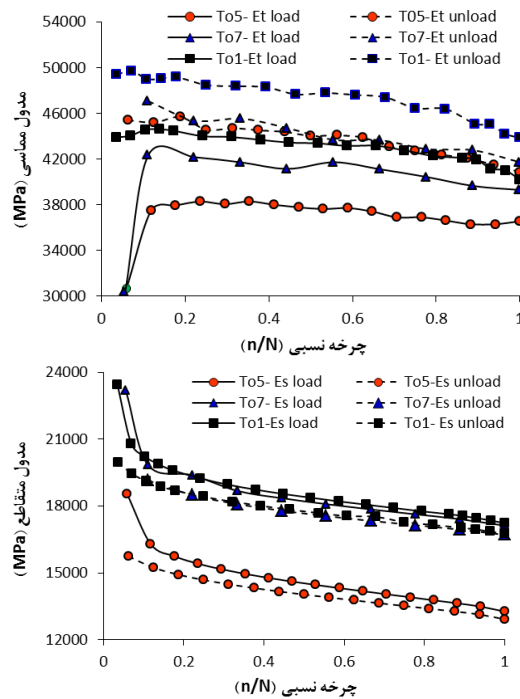 To5- Et load
T05-Et unload
To7- Et load
To7-Et unload
To1-Et load
To1- Et unload
54000
50000
46000
42000
38000
34000
30000
مدول مماسی (MPa)
0
0.2
0.4
0.6
0.8
1
چرخه نسبی (n/N)
To5- Es load
To5-Es unload
To7- Es load
To7-Es unload
To1-Es load
To1- Es unload
24000
21000
18000
15000
12000
مدول متقاطع (MPa)
0
0.2
0.4
0.6
0.8
1
چرخه نسبی (n/N)